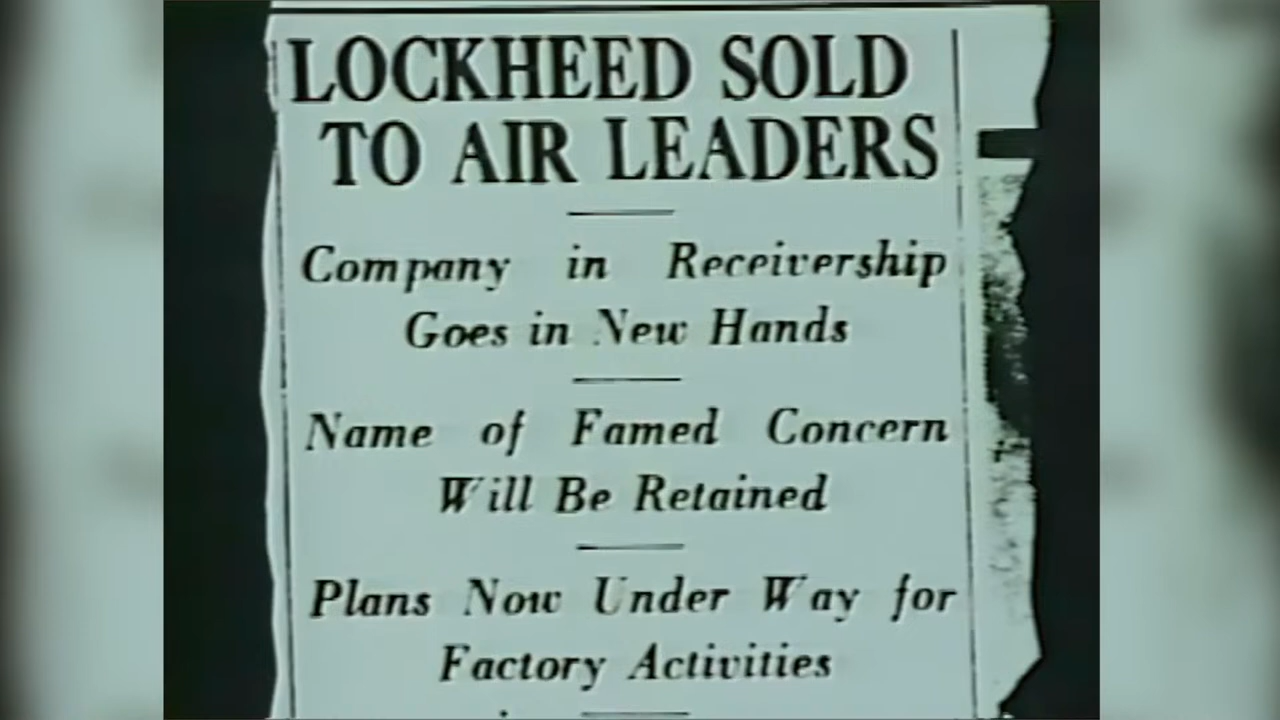 LOCKHEED SOLD
TO AIR LEADERS
Company in Receivership
Goes in New Hands
Name of Famed Concern
Will Be Retained
Plans Now Under Way for
Factory Activities